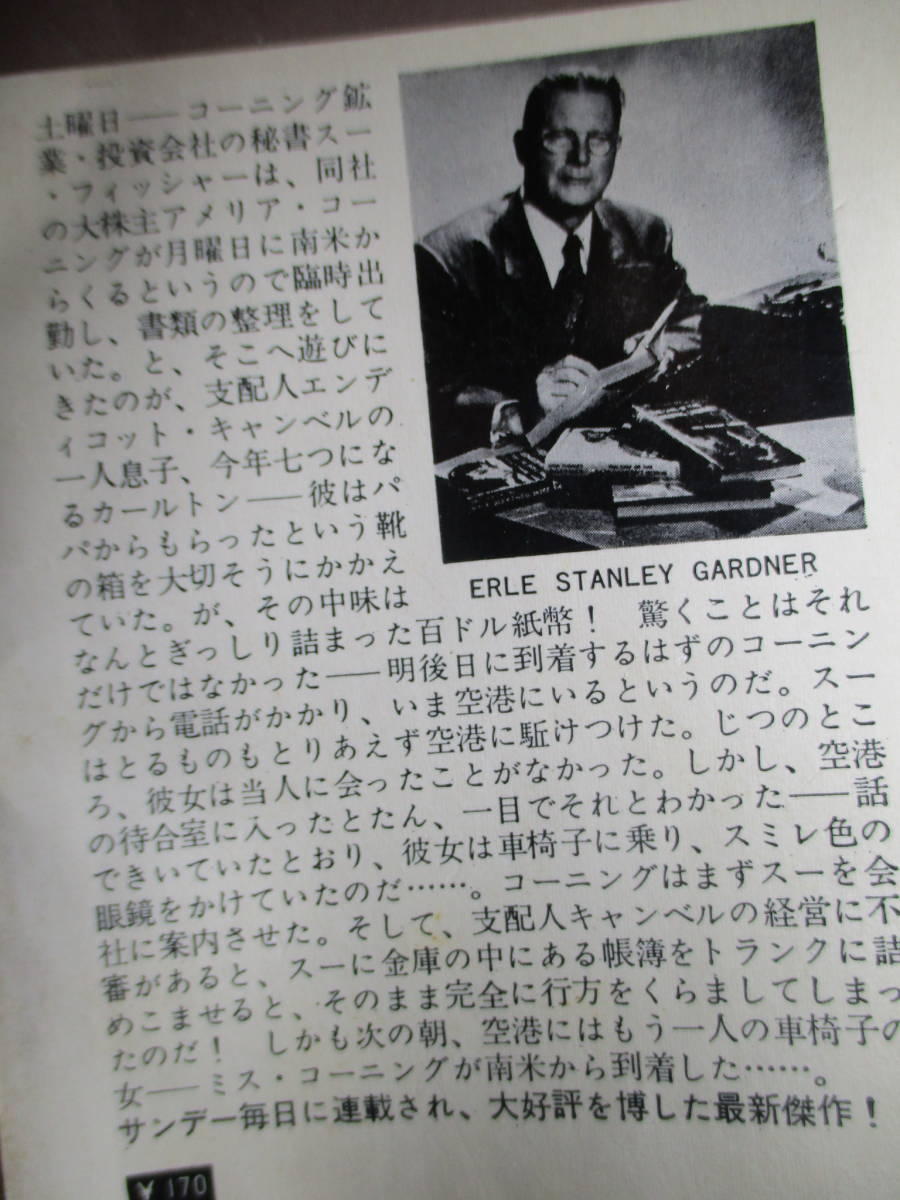 土曜日──コーニング鉱
業・投資会社の秘書スー
・フィッシャーは、同社
の大株主アメリア・コー
ニングが月曜日に南米か
らくるというので臨時出
勤し、書類の整理をして
いた。と、そこへ遊びに
きたのが、支配人エンデ
ィコット・キャンベルの
一人息子、今年七つにな
るカールトン──彼はパ
パからもらったという靴
の箱を大切そうにかかえ
ていた。が、その中味は
なんとぎっしり詰まった百ドル紙幣！　驚くことはそれ
だけではなかった──明後日に到着するはずのコーニン
グから電話がかかり、いま空港にいるというのだ。スー
はとるものもとりあえず空港に駈けつけた。じつのとこ
ろ、彼女は当人に会ったことがなかった。しかし、空港
の待合室に入ったとたん、一目でそれとわかった──話
できいていたとおり、彼女は車椅子に乗り、スミレ色の
眼鏡をかけていたのだ……。コーニングはまずスーを会
社に案内させた。そして、支配人キャンベルの経営に不
審があると、スーに金庫の中にある帳簿をトランクに詰
めこませると、そのまま完全に行方をくらましてしまっ
たのだ！　しかも次の朝、空港にはもう一人の車椅子の
女──ミス・コーニングが南米から到着した……。
サンデー毎日に連載され、大好評を博した最新傑作！
ERLE STANLEY GARDNER
￥170